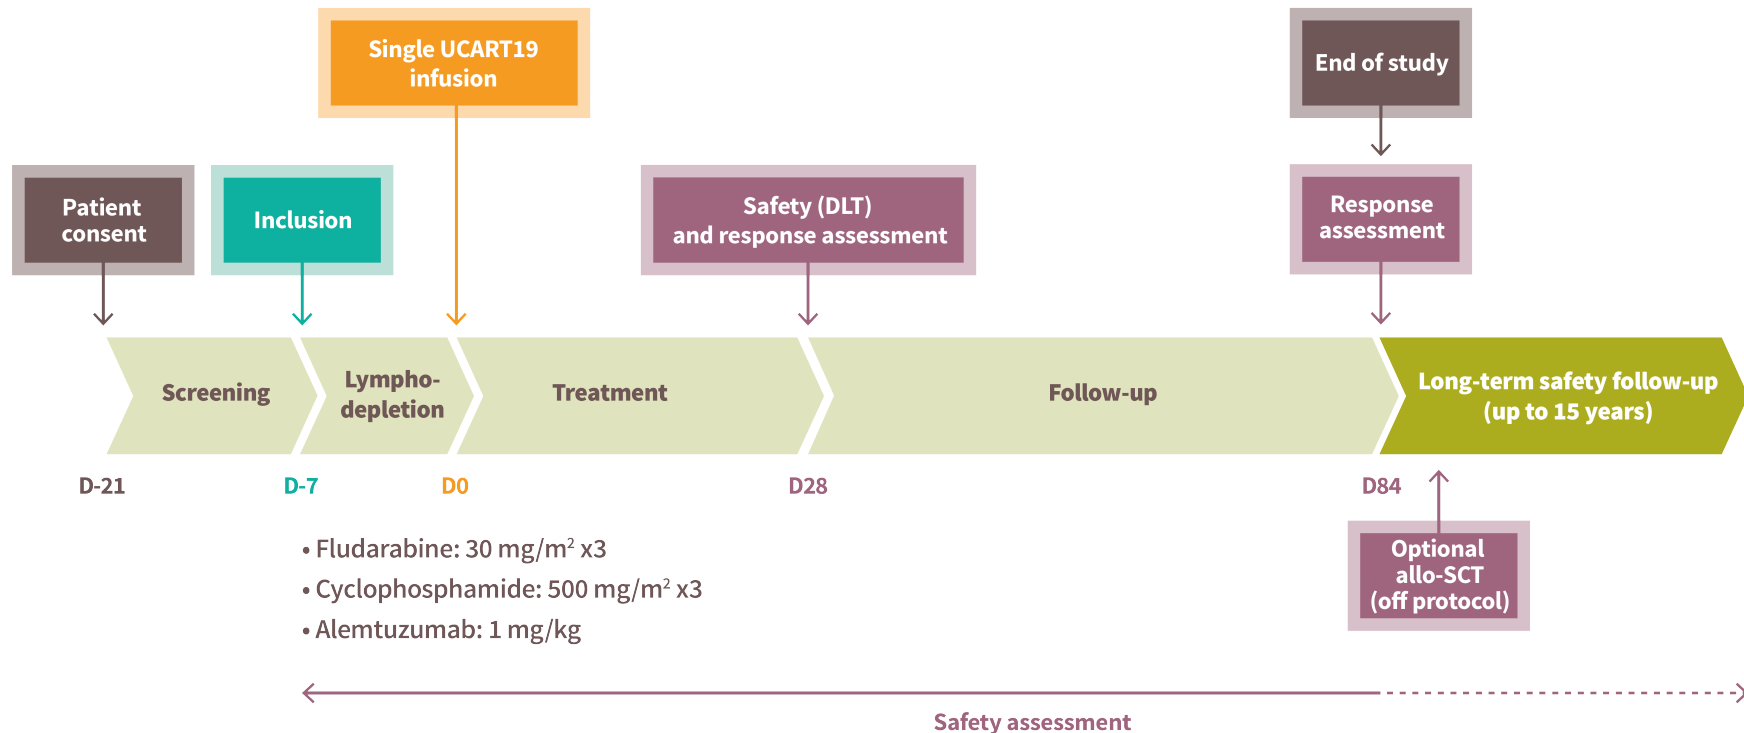 Single UCART19
infusion
End of study
Patient
consent
Inclusion
Safety (DLT)
and response assessment
Response
assessment
Screening
Lympho-
depletion
Treatment
Follow-up
Long-term safety follow-up
(up to 15 years)
D-21
D-7
D0
D28
D84
• Fludarabine: 30 mg/m² x3
• Cyclophosphamide: 500 mg/m² x3
• Alemtuzumab: 1 mg/kg
Optional
allo-SCT
(off protocol)
Safety assessment